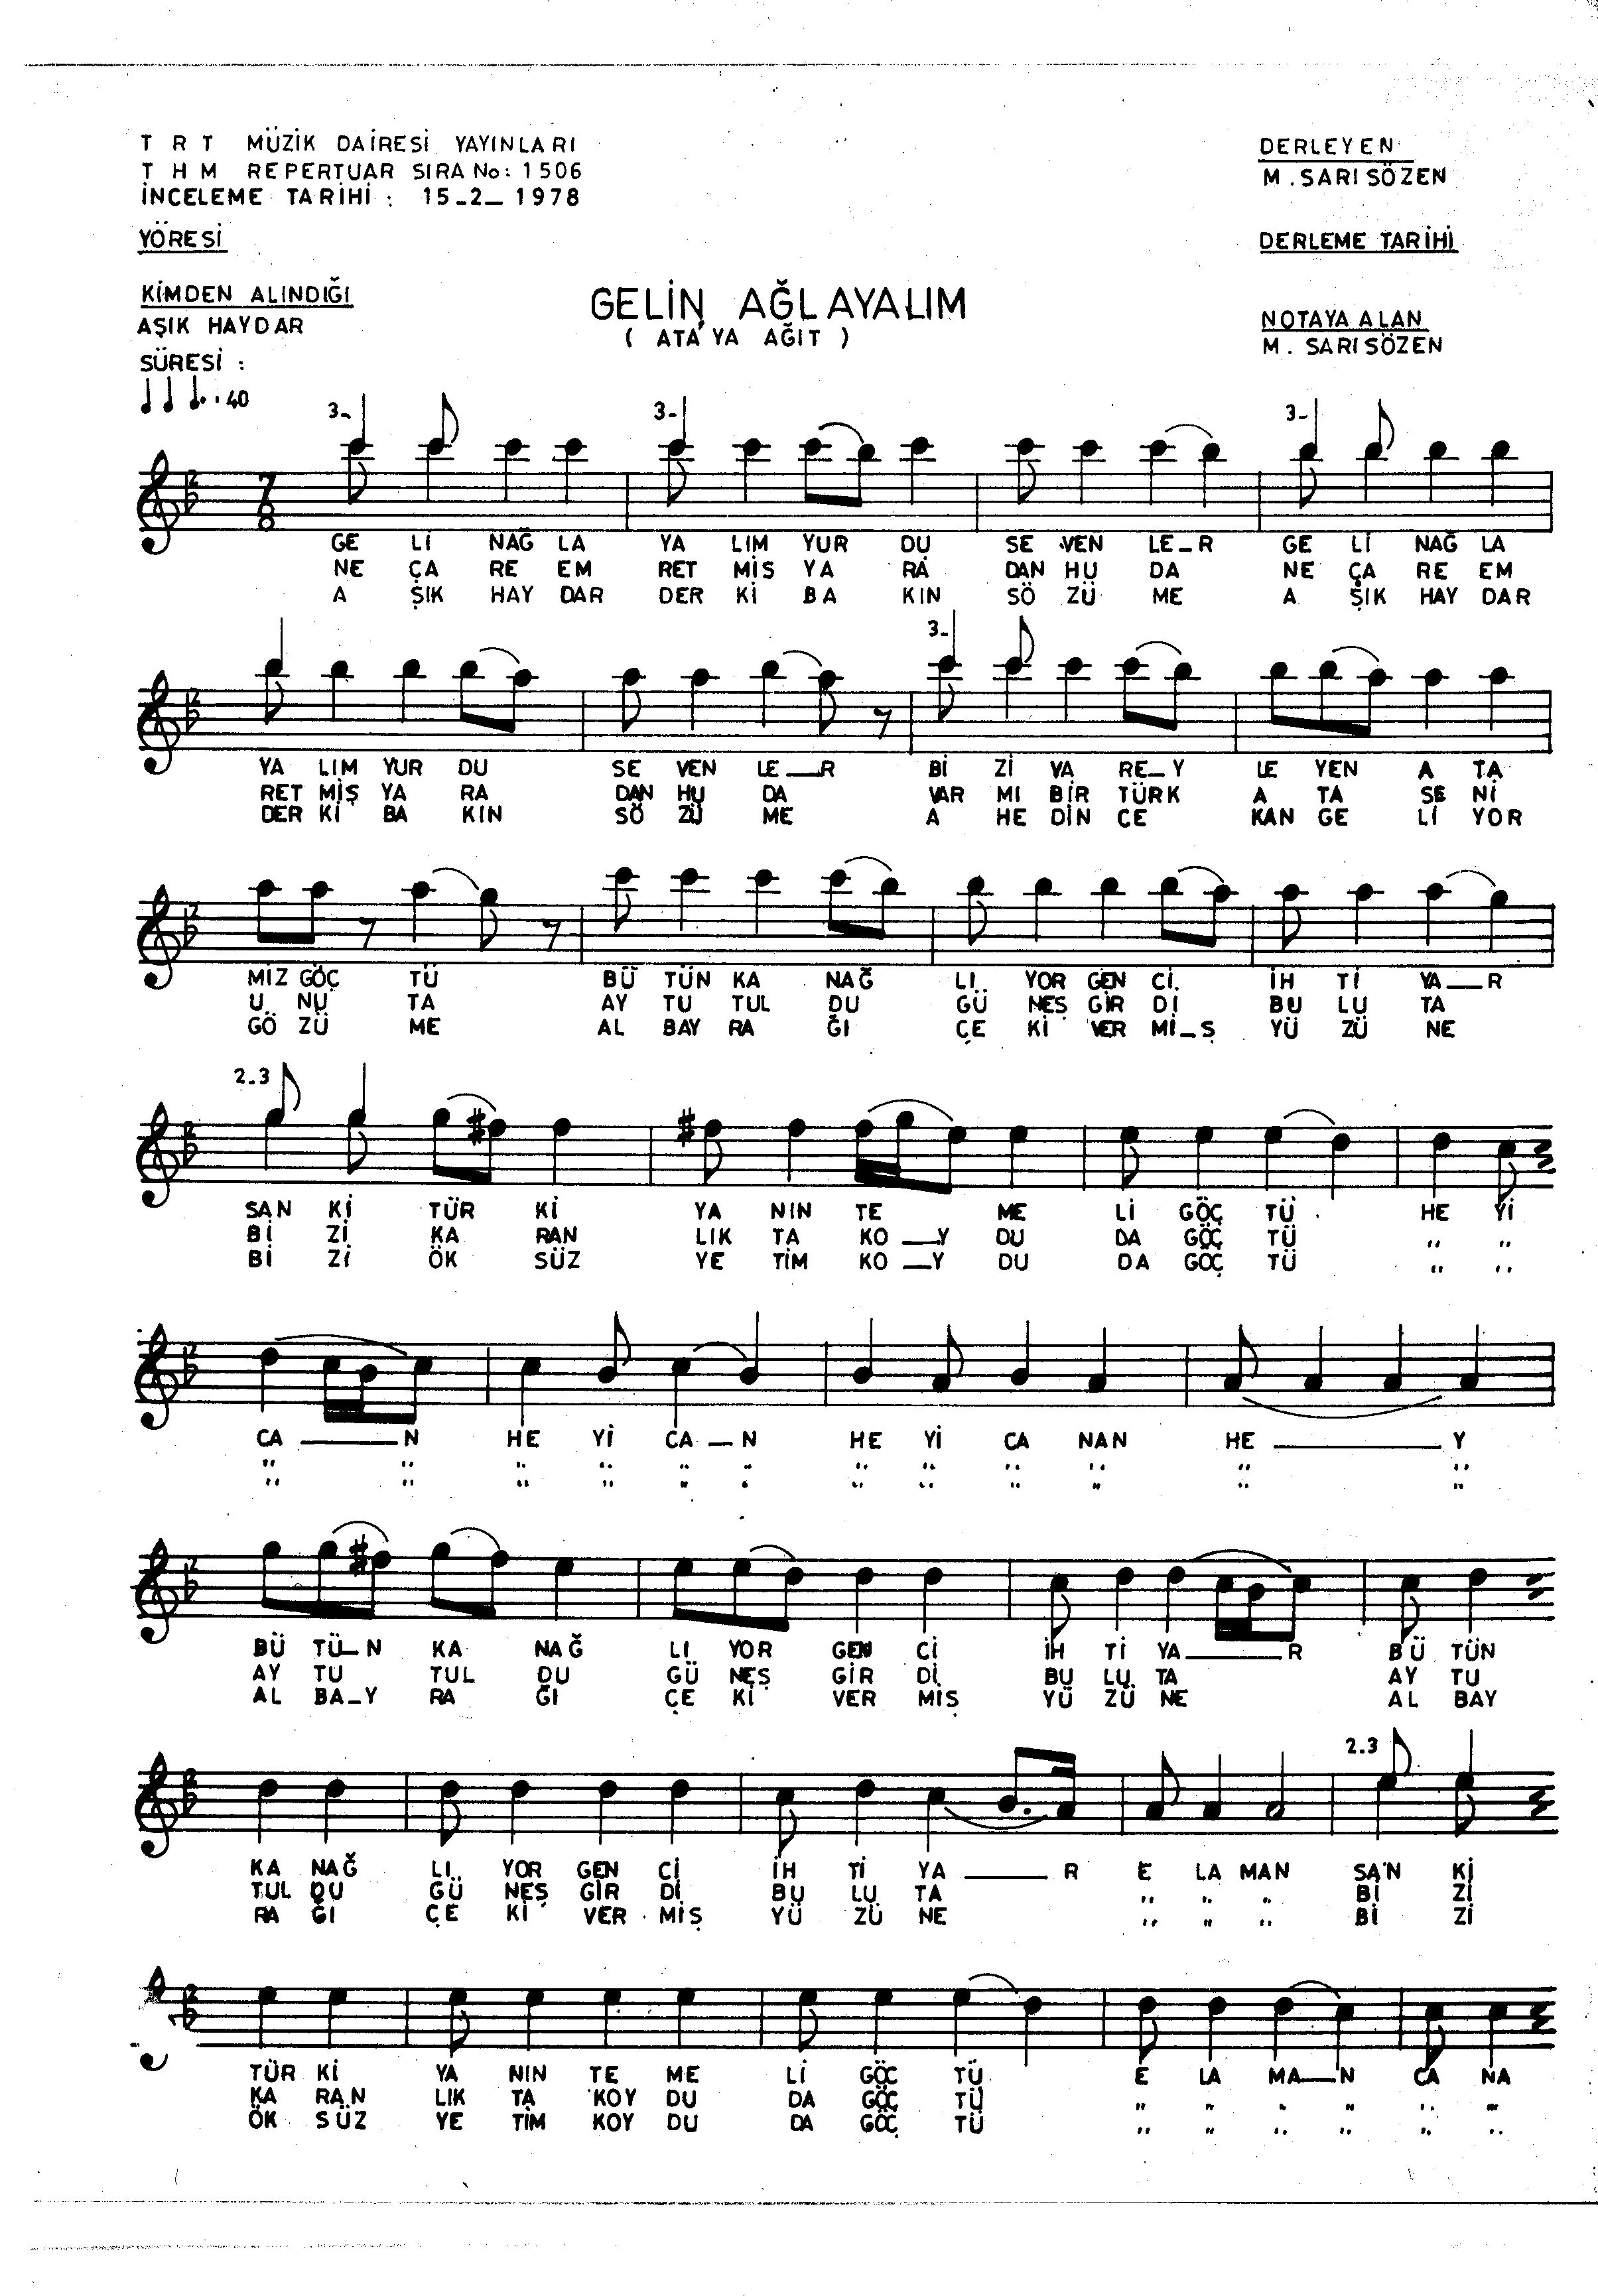 T R T MÜZİK DAİRESİ YAYINLARI
T H M REPERTUAR SIRA No: 1506
İNCELEME TARİHİ : 15_2_ 1978
DERLEYEN
M. SARISÖZEN
YÖRESİ
DERLEME TARİHİ
KİMDEN ALINDIĞI
AŞIK HAYDAR
GELİN AĞLAYALIM
( ATA'YA AĞIT )
NOTAYA ALAN
M. SARISÖZEN
SÜRESİ :
40
3- 3- 3-
7
8
GE Lİ NAĞ LA YA LIM YUR DU SE VEN LE_R GE Lİ NAĞ LA
NE ÇA RE EM RET MİS YA RA DAN HU DA NE ÇA RE EM
A ŞIK HAY DAR DER Kİ BA KIN SÖ ZÜ ME A ŞIK HAY DAR
3-
YA LIM YUR DU SE VEN LE_R Bİ Zİ VA RE_Y LE YEN A TA
RET MİŞ YA RA DAN HU DA VAR MI BİR TÜRK A TA SE Nİ
DER Kİ BA KIN SÖ ZÜ ME A HE DİN CE KAN GE Lİ YOR
MİZ GÖÇ TÜ BÜ TÜN KA NAĞ LI YOR GEN Cİ İH Tİ YA_R
U NU TA AY TU TUL DU GÜ NEŞ GİR Dİ BU LU TA
GÖ ZÜ ME AL BAY RA ĞI ÇE Kİ VER Mİ_Ş YÜ ZÜ NE
2.3
SAN Kİ TÜR Kİ YA NIN TE ME Lİ GÖÇ TÜ HE Yİ
Bİ Zİ KA RAN LIK TA KO_Y DU DA GÖÇ TÜ ,, ,,
Bİ Zİ ÖK SÜZ YE TİM KO_Y DU DA GÖÇ TÜ ,, ,,
CA_N HE Yİ CA_N HE Yİ CA NAN HE_Y
,, ,, ,, ,, ,, ,, ,, ,, ,, ,, ,, ,,
,, ,, ,, ,, ,, ,, ,, ,, ,, ,, ,, ,,
BÜ TÜ_N KA NAĞ LI YOR GEN Cİ İH Tİ YA_R BÜ TÜN
AY TU TUL DU GÜ NEŞ GİR Dİ BU LU TA AY TU
AL BA_Y RA ĞI ÇE Kİ VER MİŞ YÜ ZÜ NE AL BAY
2.3
KA NAĞ LI YOR GEN Cİ İH Tİ YA_R E LA MAN SAN Kİ
TUL DU GÜ NEŞ GİR Dİ BU LU TA ,, ,, ,, Bİ Zİ
RA ĞI ÇE Kİ VER MİŞ YÜ ZÜ NE ,, ,, ,, Bİ Zİ
TÜR Kİ YA NIN TE ME Lİ GÖÇ TÜ E LA MA_N CA NA
KA RAN LIK TA KOY DU DA GÖÇ TÜ ,, ,, ,, ,, ,, ,,
ÖK SÜZ YE TİM KOY DU DA GÖÇ TÜ ,, ,, ,, ,, ,, ,,